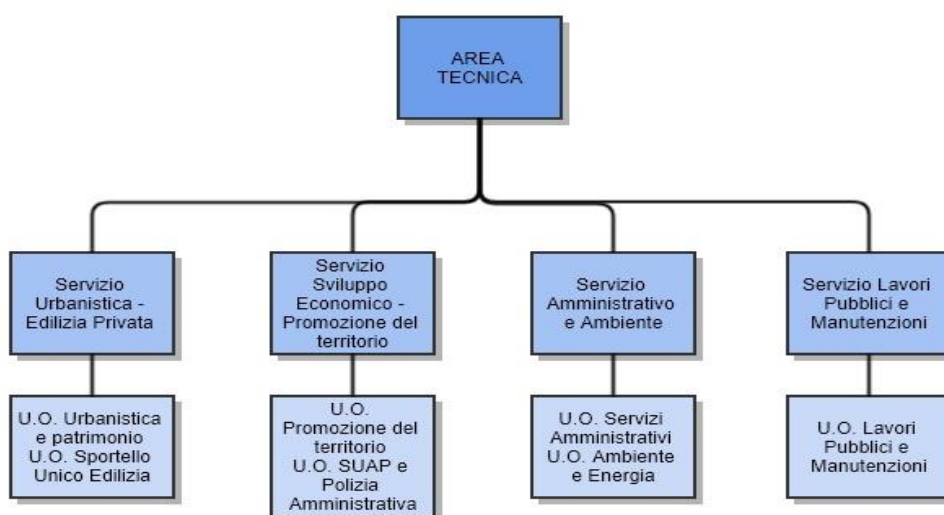 AREA
TECNICA
Servizio
Urbanistica -
Edilizia Privata
Servizio
Sviluppo
Economico -
Promozione del
territorio
Servizio
Amministrativo
e Ambiente
Servizio Lavori
Pubblici e
Manutenzioni
U.O. Urbanistica
e patrimonio
U.O. Sportello
Unico Edilizia
U.O.
Promozione del
territorio
U.O. SUAP e
Polizia
Amministrativa
U.O. Servizi
Amministrativi
U.O. Ambiente
e Energia
U.O. Lavori
Pubblici e
Manutenzioni